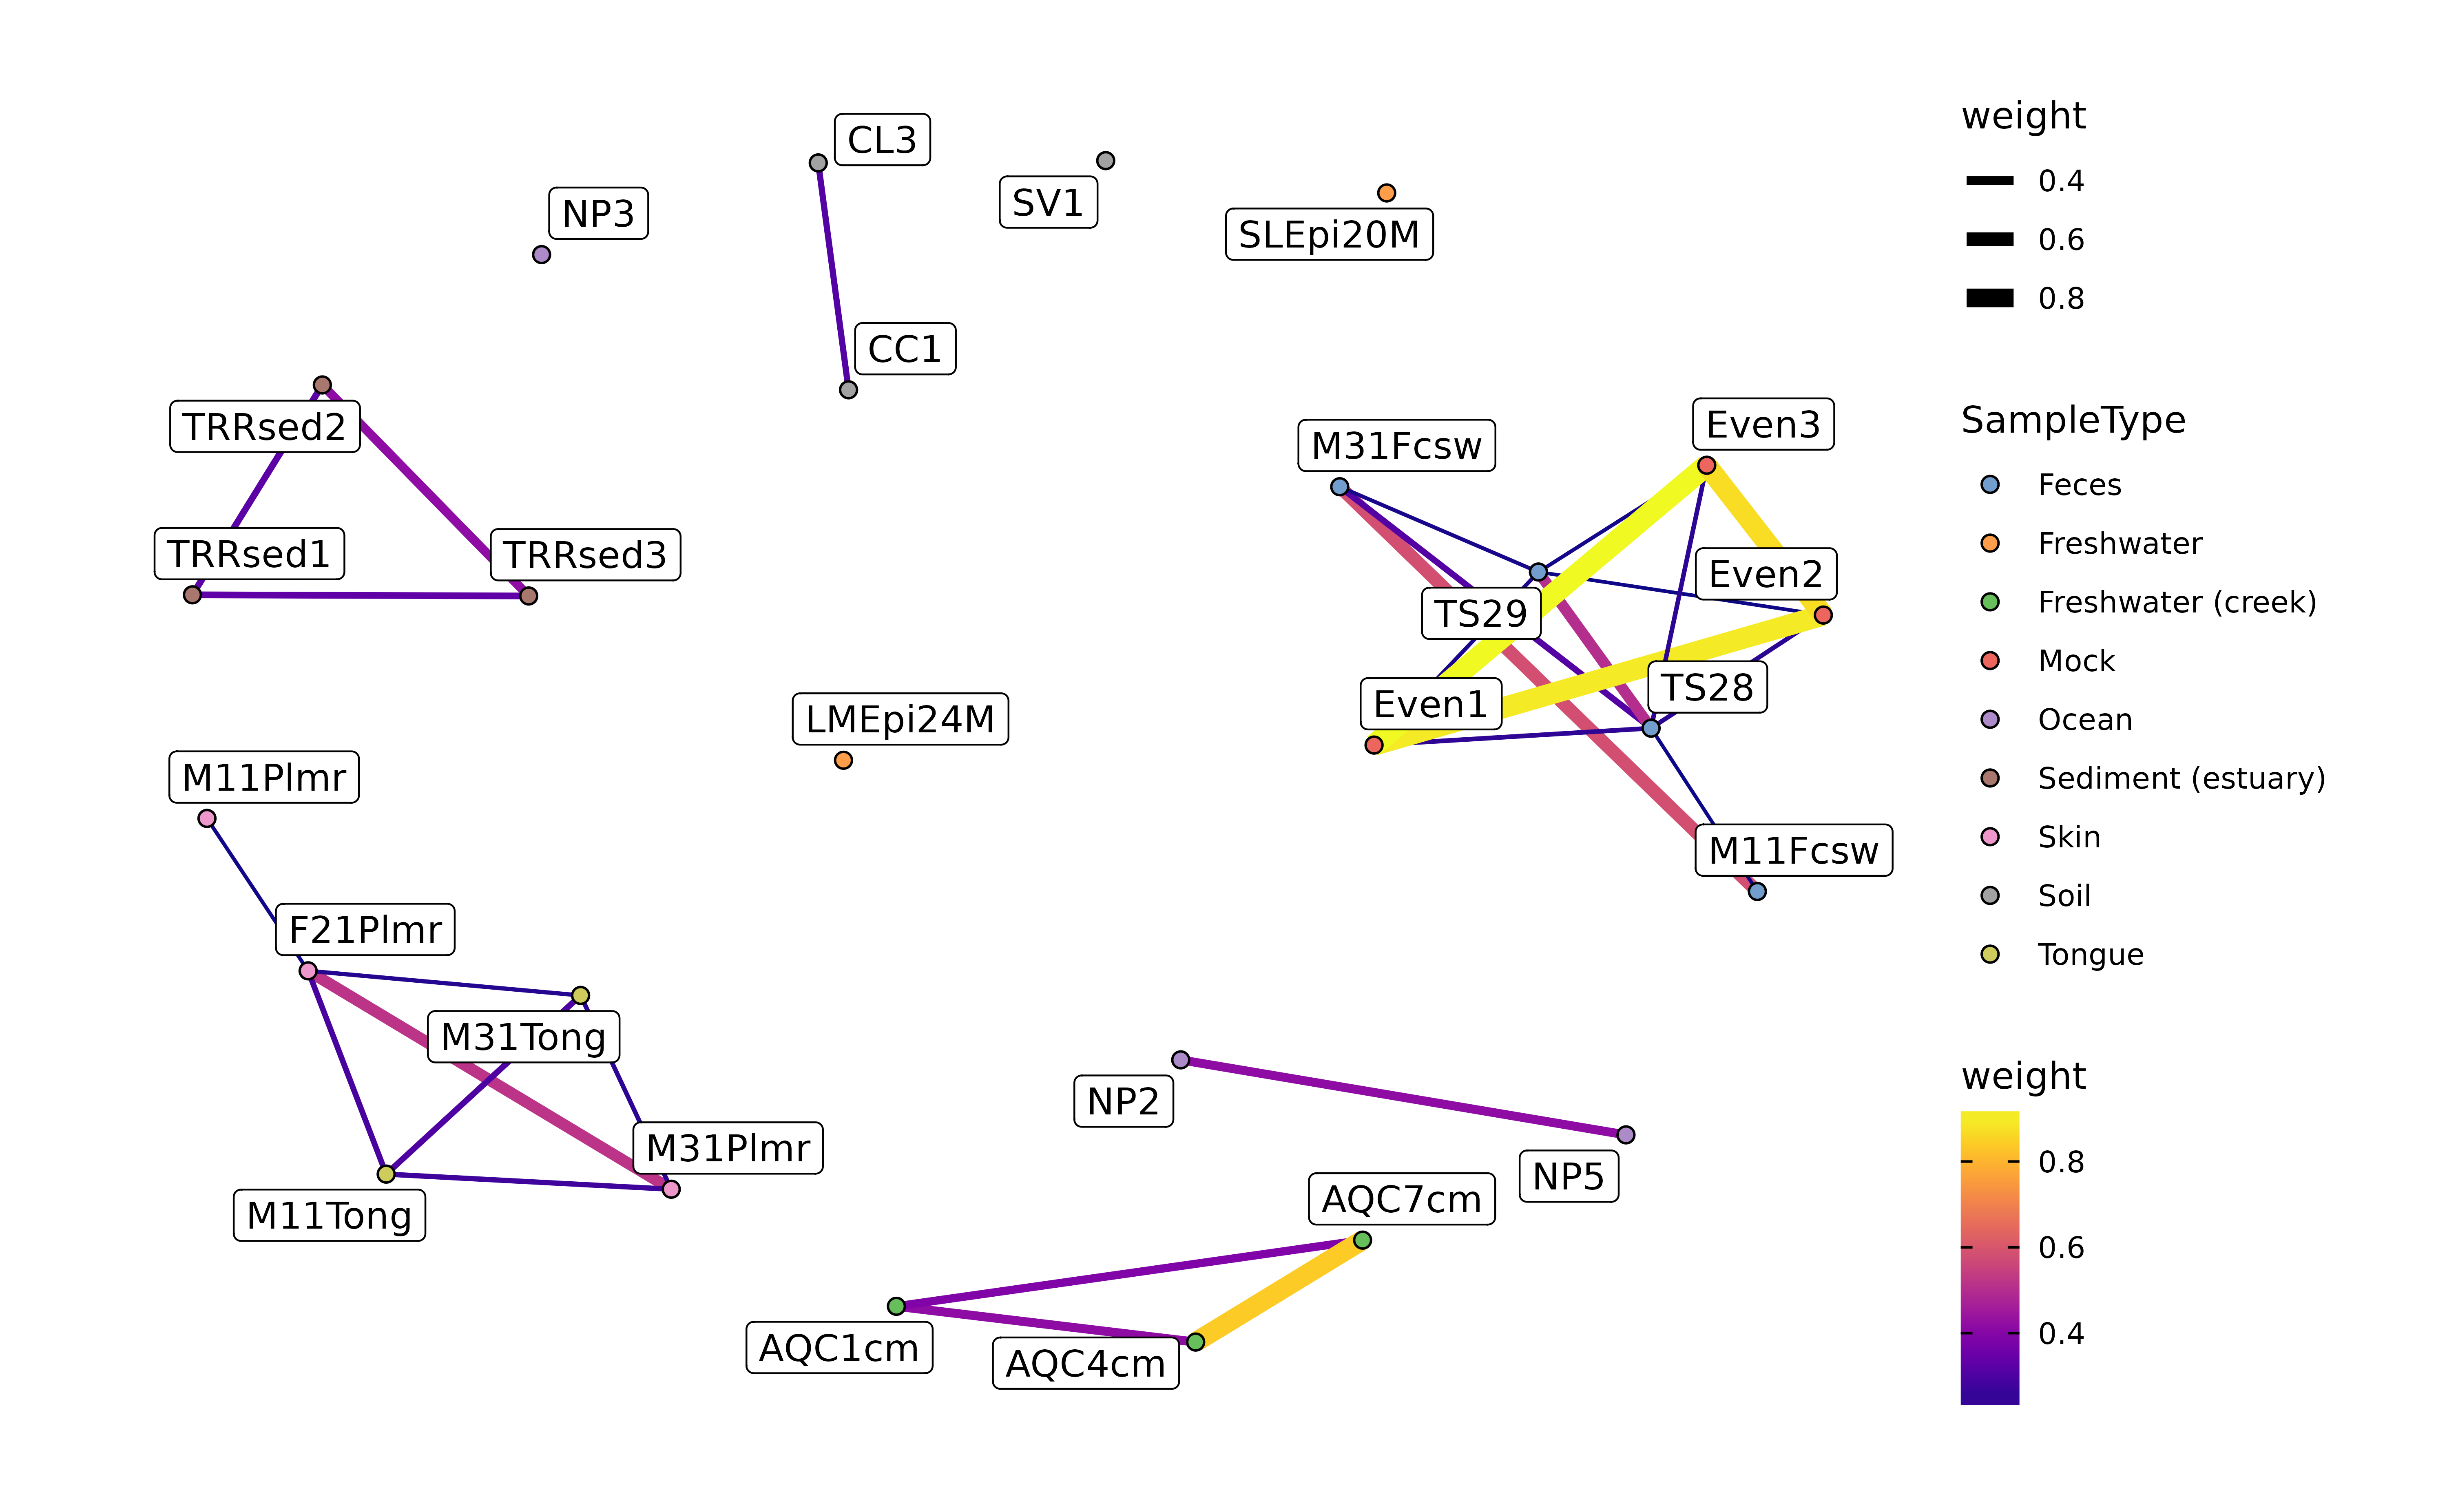 CL3
NP3
SV1
SLEpi20M
CC1
TRRsed2
TRRsed1
TRRsed3
M31Fcsw
Even3
Even2
TS29
TS28
Even1
M11Fcsw
LMEpi24M
M11Plmr
F21Plmr
M31Tong
M31Plmr
M11Tong
NP2
NP5
AQC7cm
AQC1cm
AQC4cm
weight
0.4
0.6
0.8
SampleType
Feces
Freshwater
Freshwater (creek)
Mock
Ocean
Sediment (estuary)
Skin
Soil
Tongue
weight
0.8
0.6
0.4